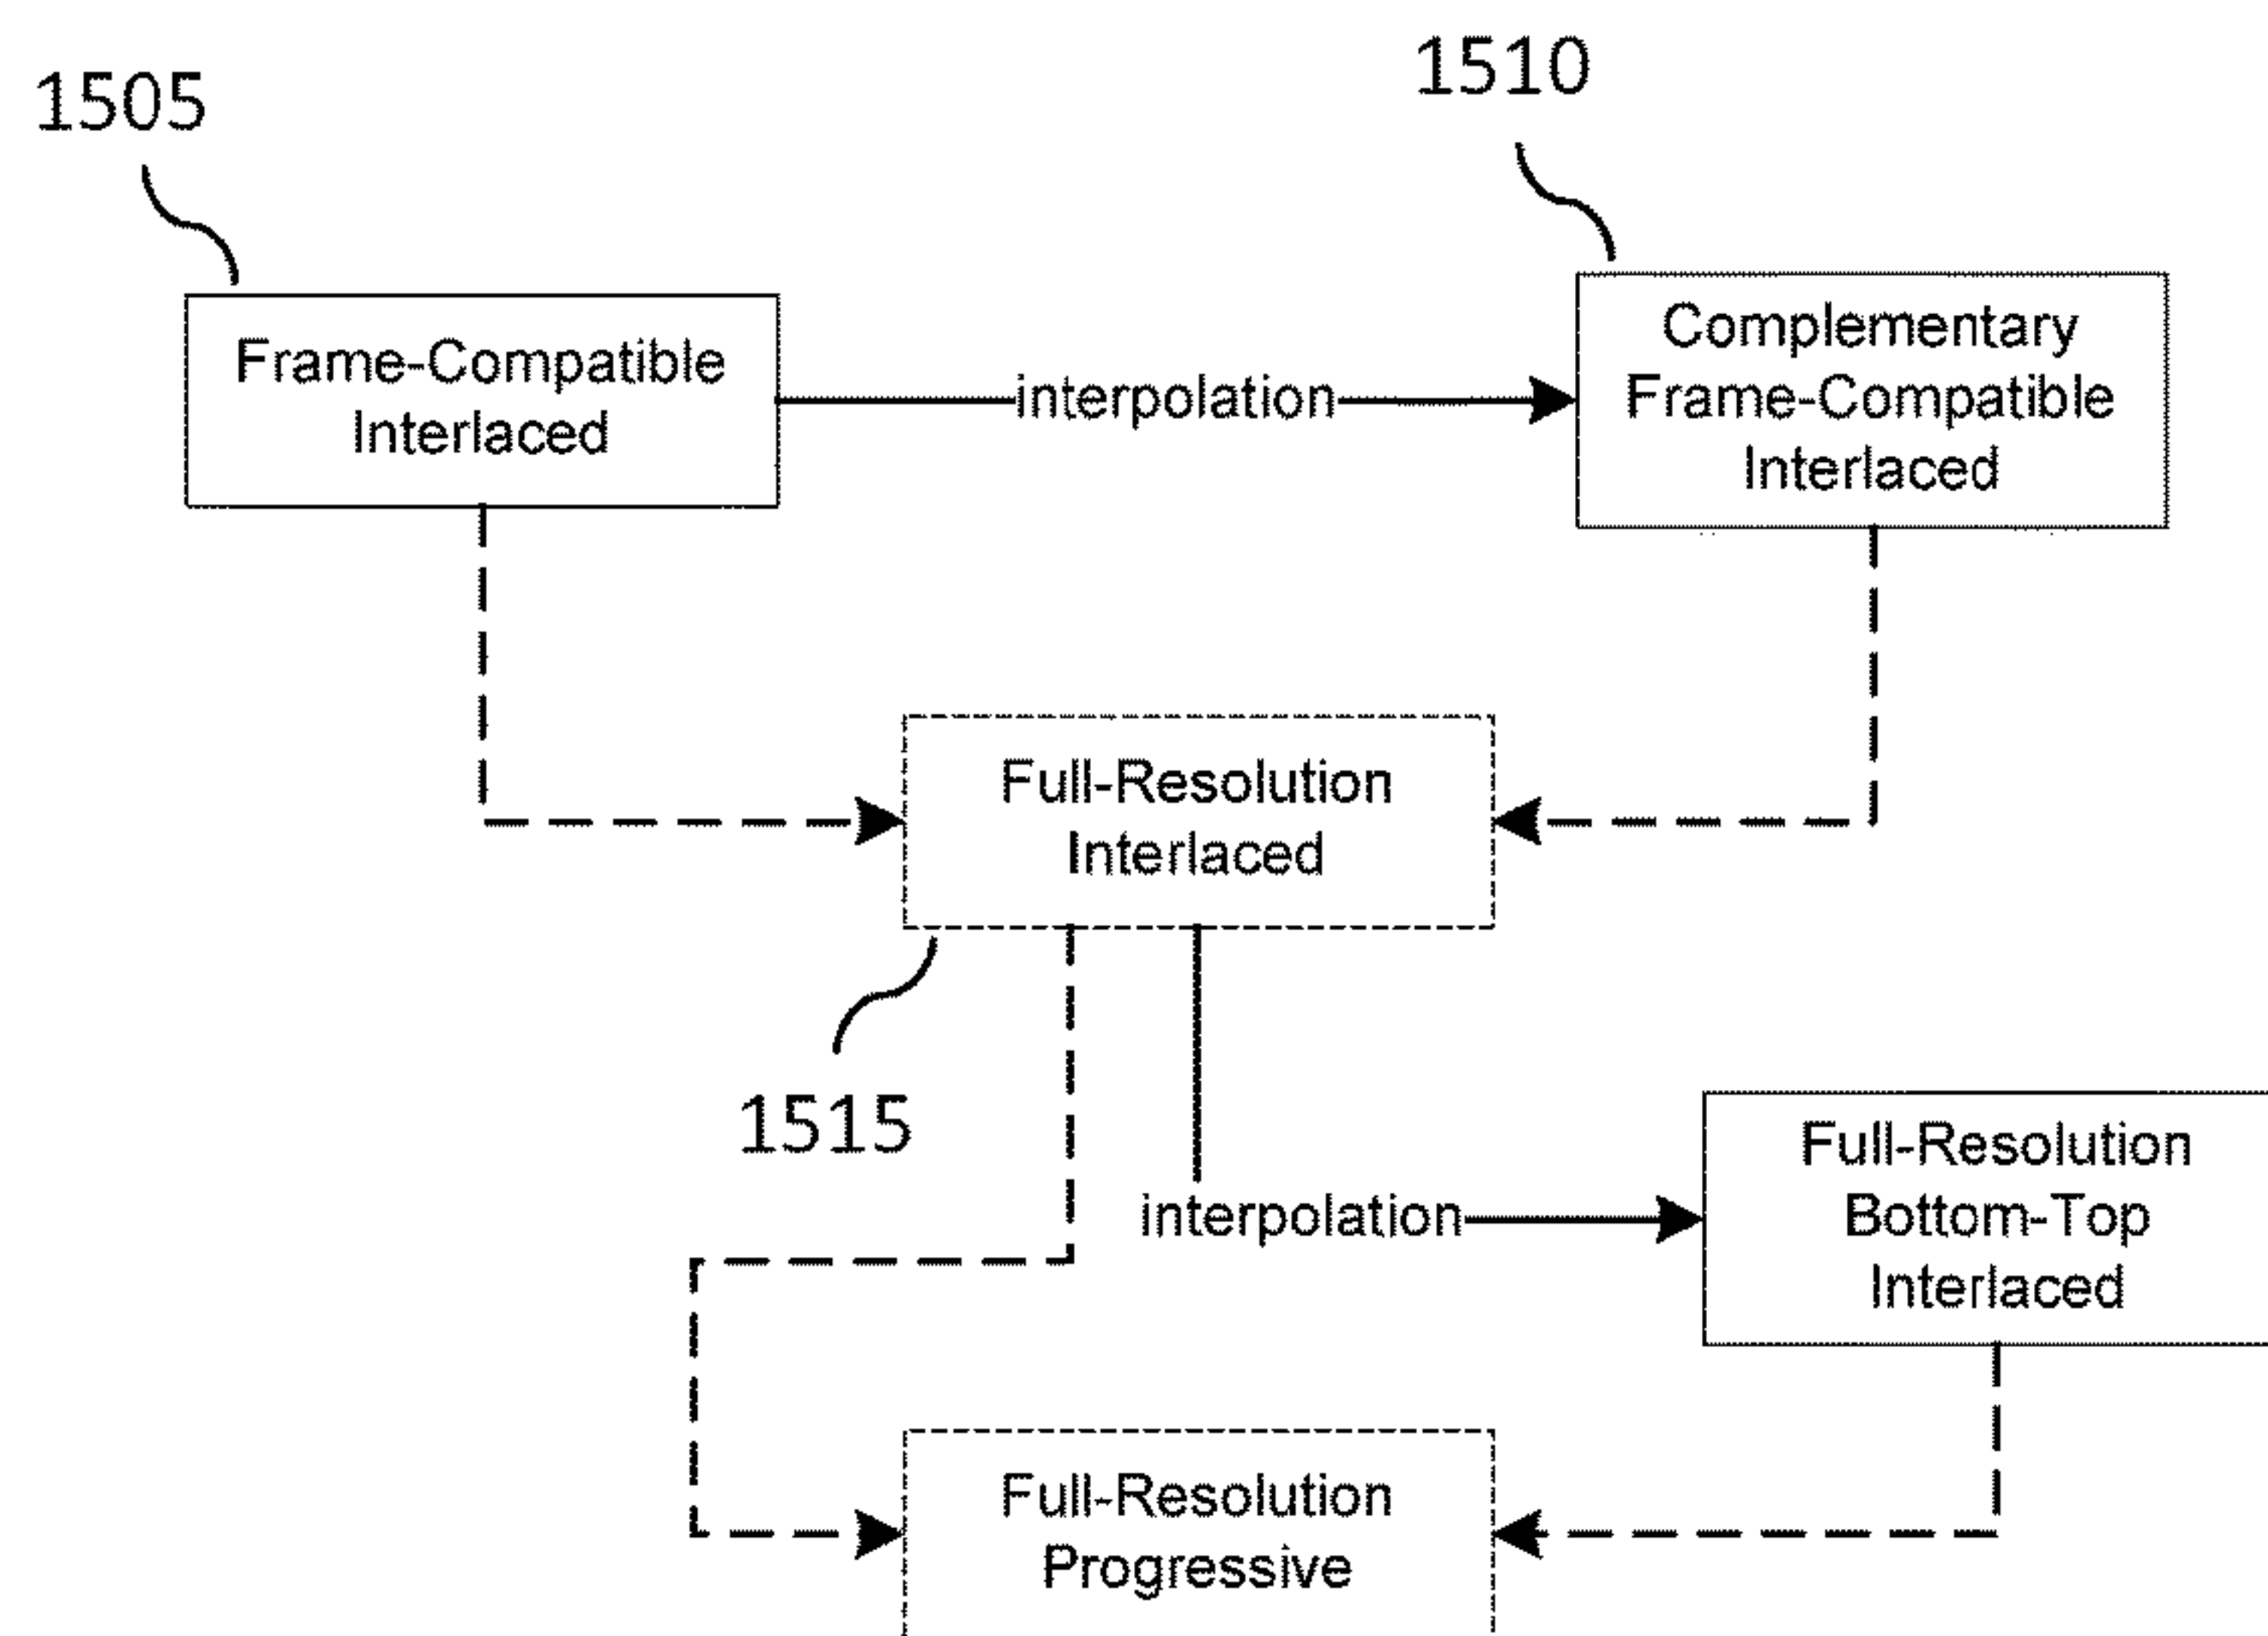 1505
1510
Frame-Compatible
Interlaced
interpolation
Complementary
Frame-Compatible
Interlaced
Full-Resolution
Interlaced
1515
interpolation
Full-Resolution
Bottom-Top
Interlaced
Full-Resolution
Progressive